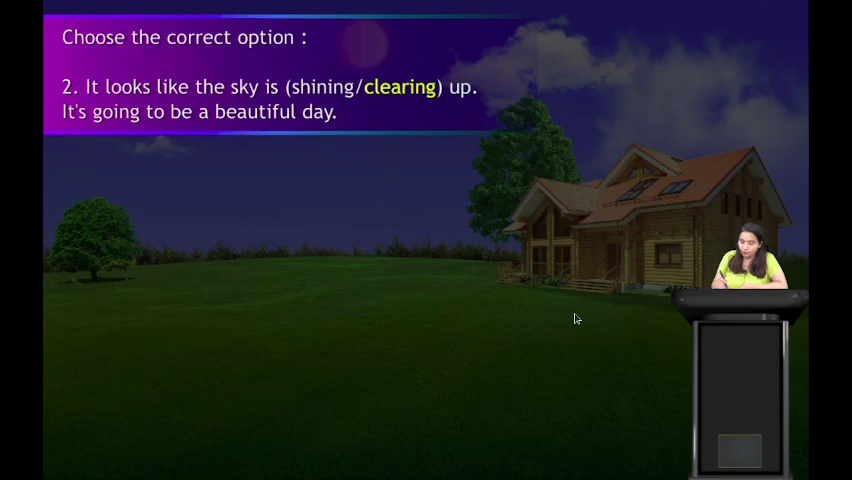 Choose the correct option :
2. It looks like the sky is (shining/clearing) up.
It's going to be a beautiful day.